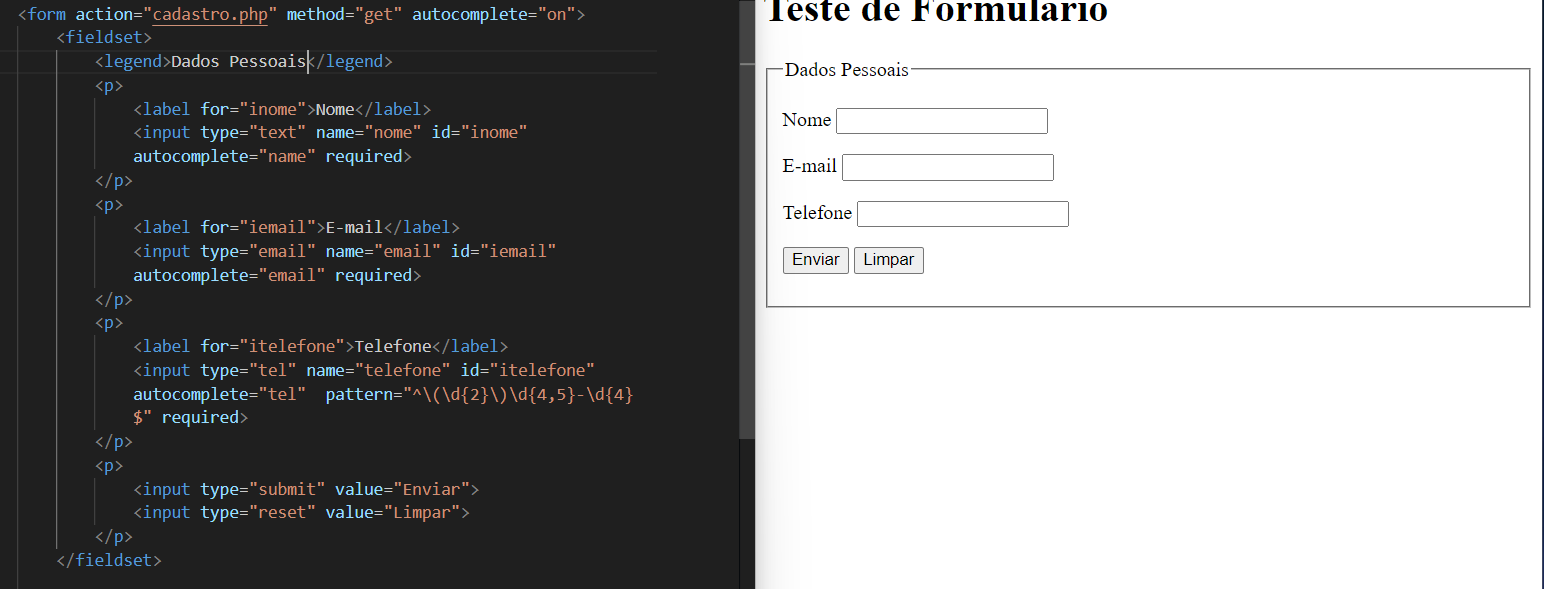 <form action="cadastro.php" method="get" autocomplete="on">
<fieldset>
<legend>Dados Pessoais</legend>
<p>
<label for="inome">Nome</label>
<input type="text" name="nome" id="inome"
autocomplete="name" required>
</p>
<p>
<label for="iemail">E-mail</label>
<input type="email" name="email" id="iemail"
autocomplete="email" required>
</p>
<p>
<label for="itelefone">Telefone</label>
<input type="tel" name="telefone" id="itelefone"
autocomplete="tel"  pattern="^\(\d{2}\)\d{4,5}-\d{4}
$" required>
</p>
<p>
<input type="submit" value="Enviar">
<input type="reset" value="Limpar">
</p>
</fieldset>
Teste de Formulário
Dados Pessoais
Nome
E-mail
Telefone
Enviar Limpar